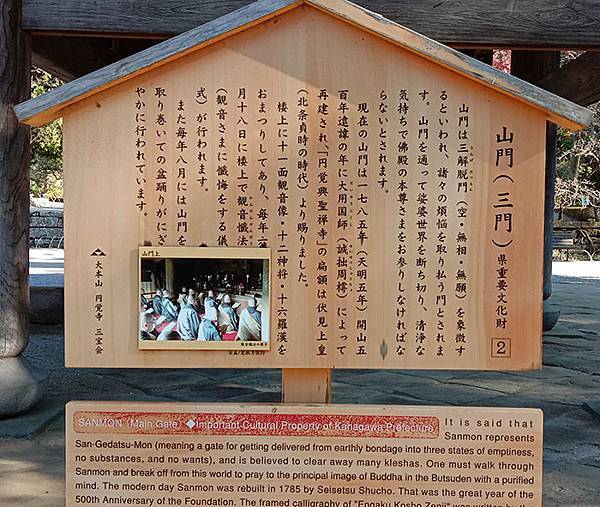 山門(三門) 県重要文化財 2
山門は三解脱門(空・無相・無願)を象徴す
るといわれ、諸々の煩悩を取り払う門とされま
す。山門を通って娑婆世界を断ち切り、清浄な
気持ちで佛殿の本尊さまをお参りしなければな
らないとされます。
現在の山門は一七八五年(天明五年)開山五
百年遠諱の年に大用国師(誠拙周樗)によって
再建され、「円覚興聖禅寺」の扁額は伏見上皇
(北条貞時の時代)より賜りました。
楼上に十一面観音像・十二神将・十六羅漢を
おまつりしてあり、毎年六
月十八日に楼上で観音懺法
(観音さまに懺悔をする儀
式)が行われます。
また毎年八月には山門を
取り巻いての盆踊りがにぎ
やかに行われています。
大本山 円覚寺 三宝会
山門上
観音懺法の様子
SANMON (Main Gate) ◆Important Cultural Property of Kanagawa Prefecture It is said that
Sanmon represents
San-Gedatsu-Mon (meaning a gate for getting delivered from earthly bondage into three states of emptiness,
no substances, and no wants), and is believed to clear away many kleshas. One must walk through
Sanmon and break off from this world to pray to the principal image of Buddha in the Butsuden with a purified
mind. The modern day Sanmon was rebuilt in 1785 by Seisetsu Shucho. That was the great year of the
500th Anniversary of the Foundation. The framed calligraphy of "Engaku Kosho Zenji" was written both